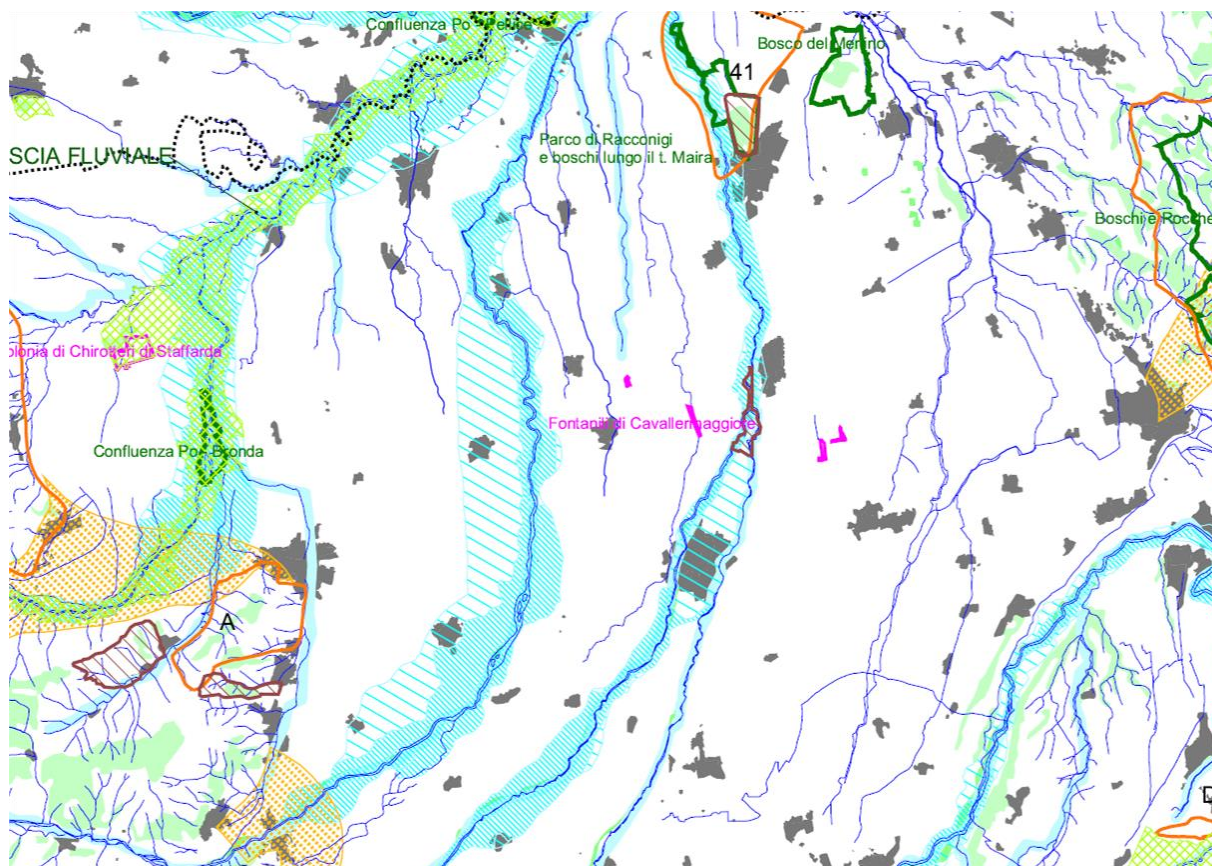 Confluenza Po - Pellice
Bosco del Merlino
41
Parco di Racconigi
e boschi lungo il t. Maira
SCIA FLUVIALE
Boschi e Rocche
olonia di Chirotteri di Staffarda
Fontanili di Cavallermaggiore
Confluenza Po - Bronda
A
D